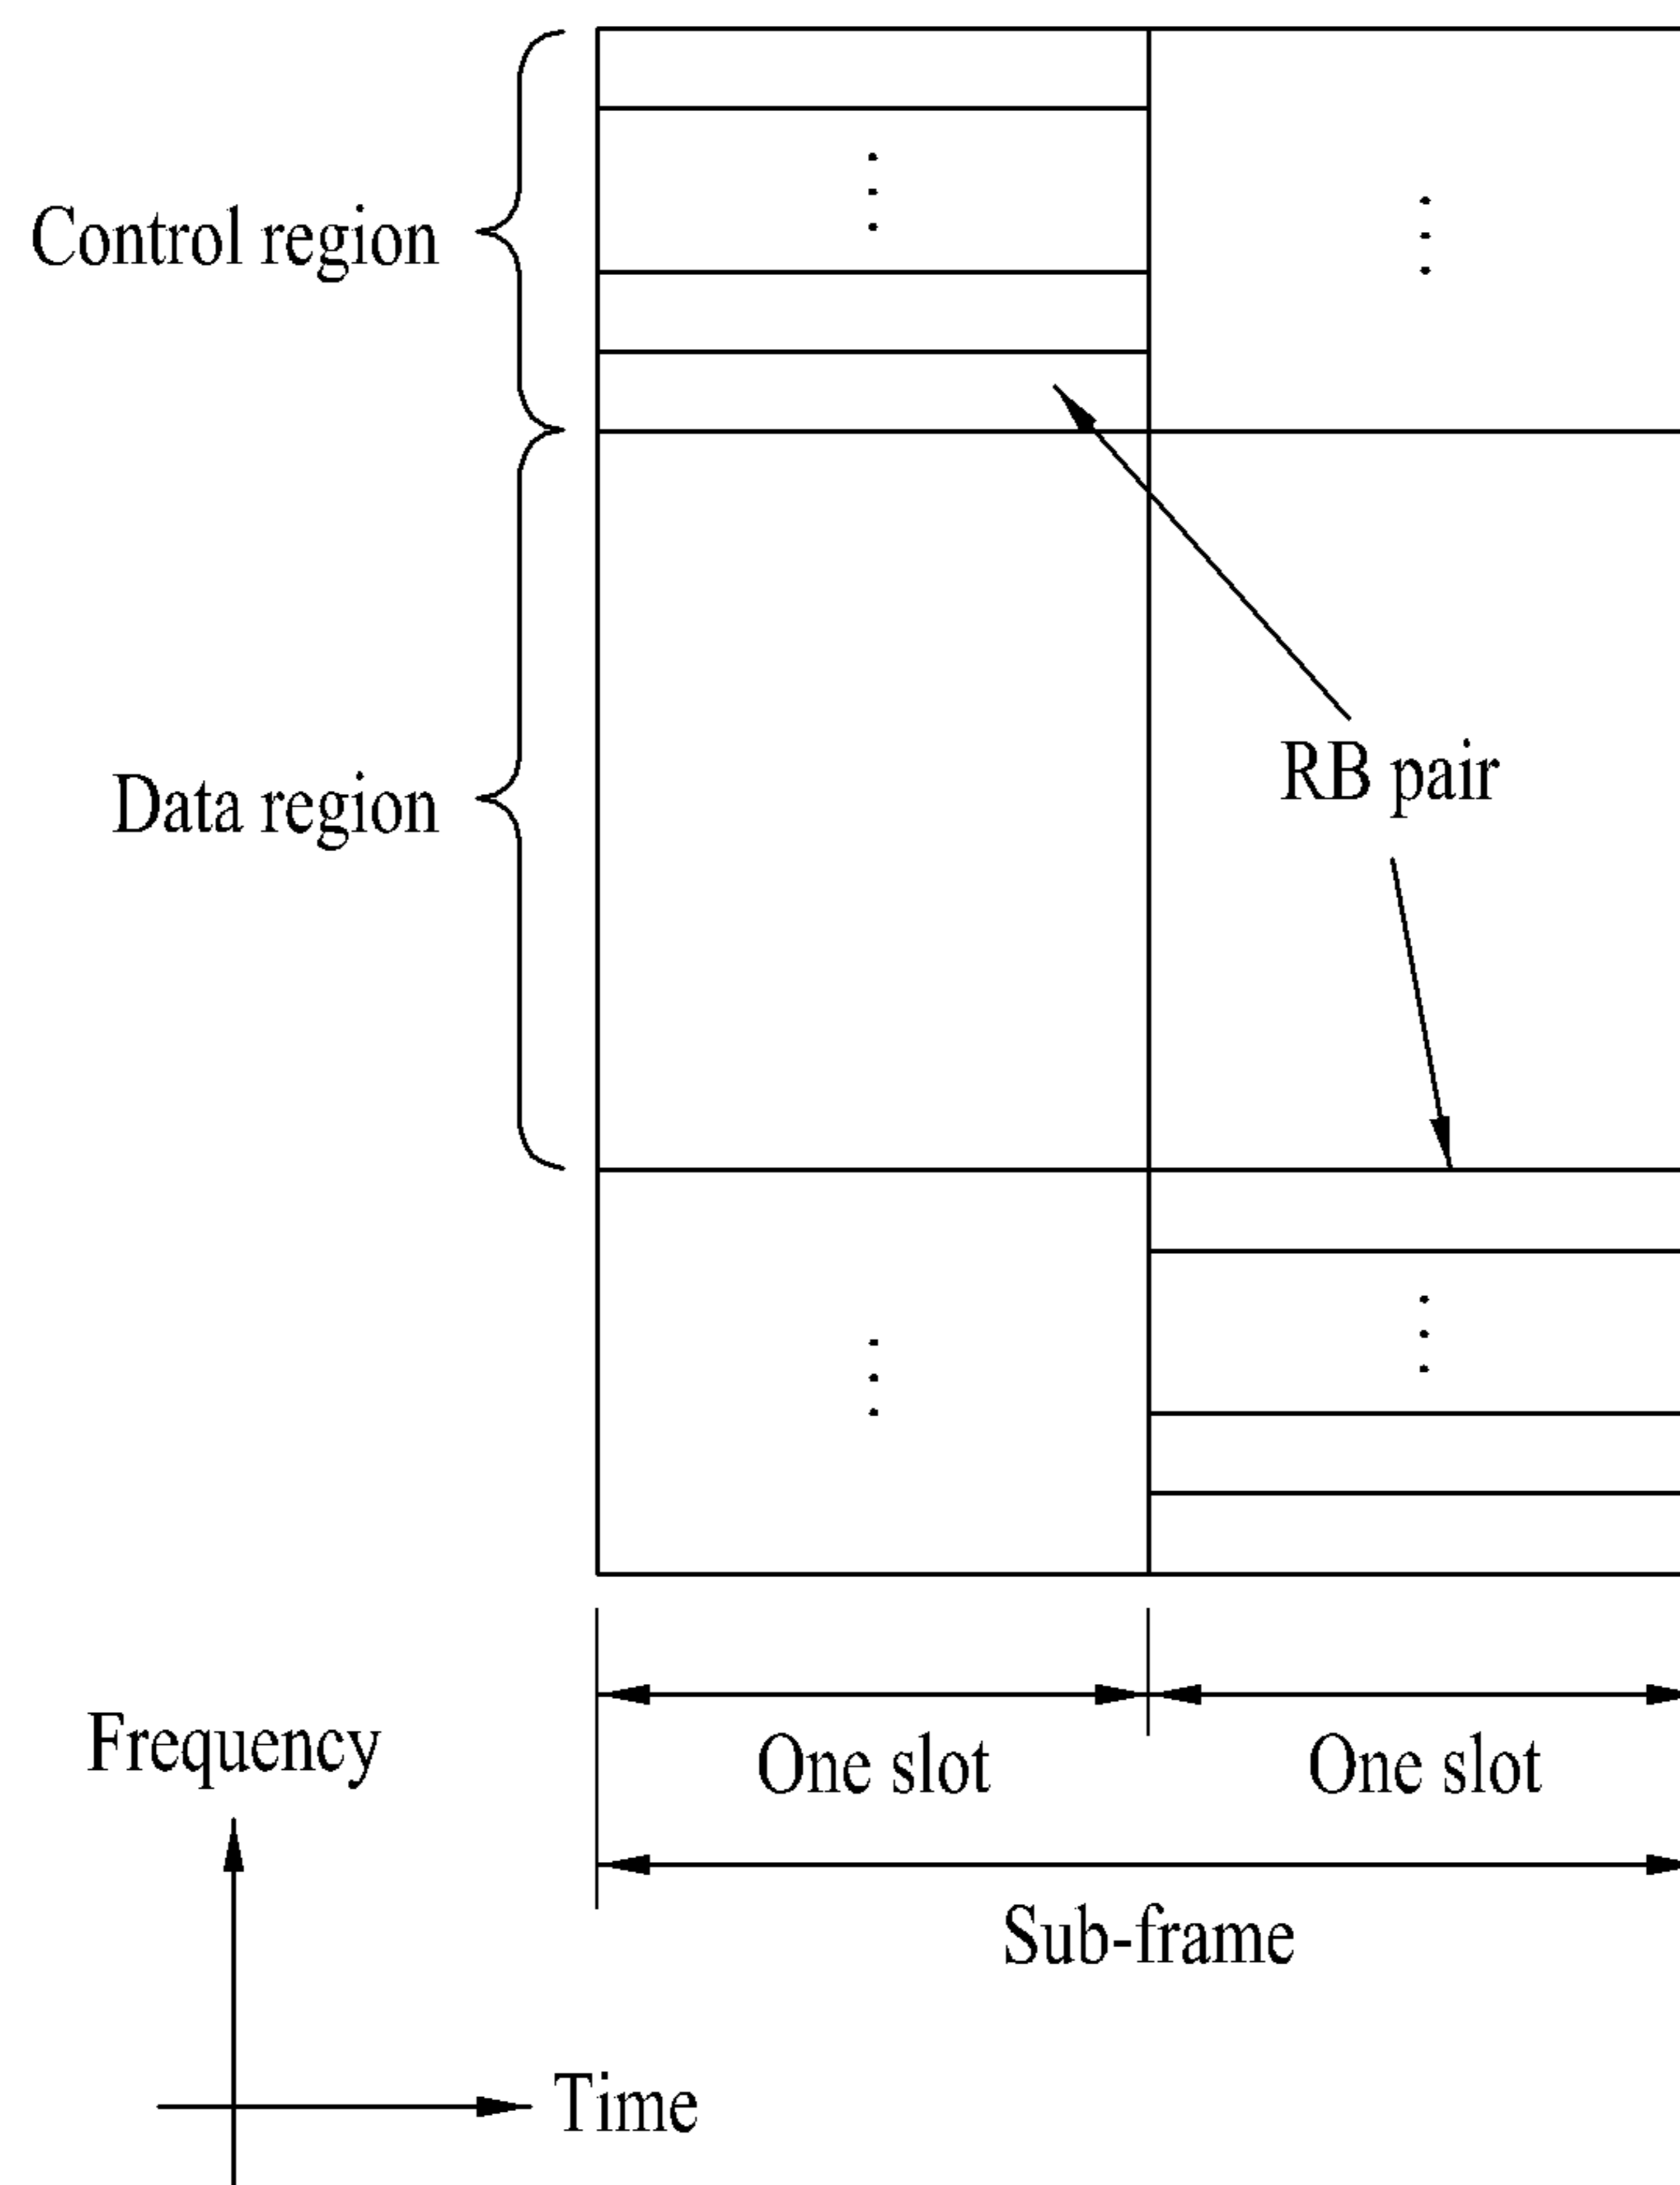 Control region
Data region
RB pair
One slot
One slot
Sub-frame
Frequency
Time